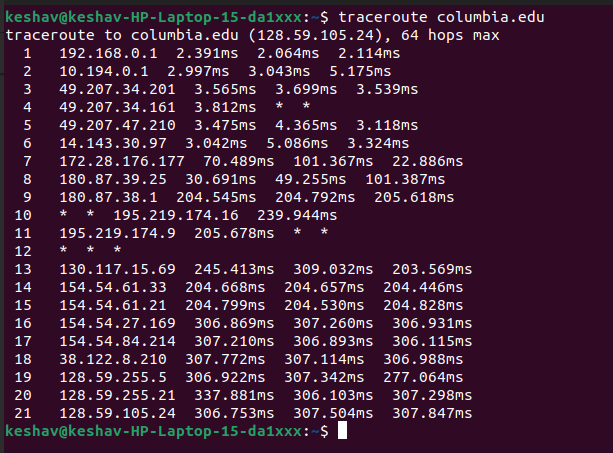 keshav@keshav-HP-Laptop-15-da1xxx:~$ traceroute columbia.edu
traceroute to columbia.edu (128.59.105.24), 64 hops max
1 192.168.0.1 2.391ms 2.064ms 2.114ms
2 10.194.0.1 2.997ms 3.043ms 5.175ms
3 49.207.34.201 3.565ms 3.699ms 3.539ms
4 49.207.34.161 3.812ms * *
5 49.207.47.210 3.475ms 4.365ms 3.118ms
6 14.143.30.97 3.042ms 5.086ms 3.324ms
7 172.28.176.177 70.489ms 101.367ms 22.886ms
8 180.87.39.25 30.691ms 49.255ms 101.387ms
9 180.87.38.1 204.545ms 204.792ms 205.618ms
10 * * 195.219.174.16 239.944ms
11 195.219.174.9 205.678ms * *
12 * * *
13 130.117.15.69 245.413ms 309.032ms 203.569ms
14 154.54.61.33 204.668ms 204.657ms 204.446ms
15 154.54.61.21 204.799ms 204.530ms 204.828ms
16 154.54.27.169 306.869ms 307.260ms 306.931ms
17 154.54.84.214 307.210ms 306.893ms 306.115ms
18 38.122.8.210 307.772ms 307.114ms 306.988ms
19 128.59.255.5 306.922ms 307.342ms 277.064ms
20 128.59.255.21 337.881ms 306.103ms 307.298ms
21 128.59.105.24 306.753ms 307.504ms 307.847ms
keshav@keshav-HP-Laptop-15-da1xxx:~$